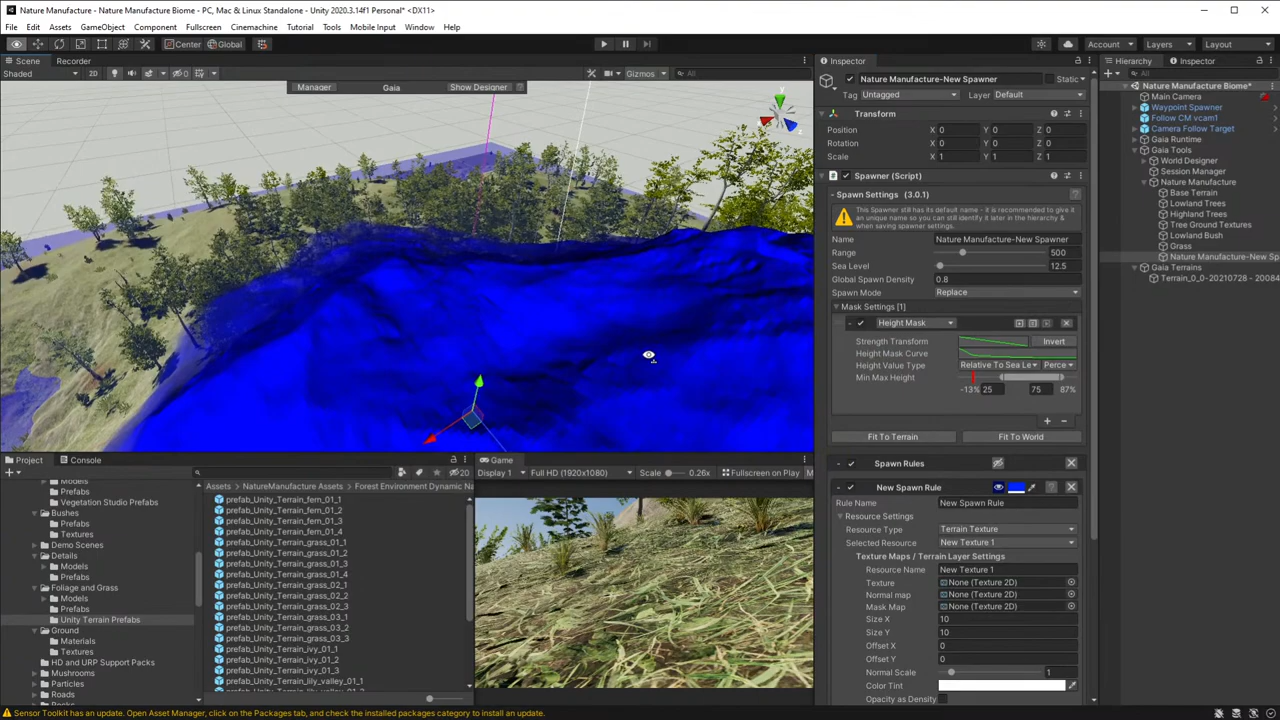 Nature Manufacture - Nature Manufacture Biome - PC, Mac & Linux Standalone - Unity 2020.3.14f1 Personal* <DX11>
File Edit Assets GameObject Component Fullscreen Cinemachine Tutorial Tools Mobile Input Window Help
Center Global Account Layers Layout
Scene Recorder
Shaded 2D 0 Gizmos All
Manager Gaia Show Designer ?
y
Inspector
Nature Manufacture-New Spawner Static
Tag Untagged Layer Default
Transform
Position X 0 Y 0 Z 0
Rotation X 0 Y 0 Z 0
Scale X 1 Y 1 Z 1
Spawner (Script)
Spawn Settings (3.0.1) ?
This Spawner still has its default name - it is recommended to give it an unique name so you can still identify it later in the hierarchy & when saving spawner settings.
Name Nature Manufacture-New Spawner
Range 500
Sea Level 12.5
Global Spawn Density 0.8
Spawn Mode Replace
Mask Settings [1]
Height Mask
Strength Transform Invert
Height Mask Curve
Height Value Type Relative To Sea Le Perce
Min Max Height
-13% 25 75 87%
+ -
Fit To Terrain Fit To World
Spawn Rules
New Spawn Rule ?
Rule Name New Spawn Rule
Resource Settings
Resource Type Terrain Texture
Selected Resource New Texture 1
Texture Maps / Terrain Layer Settings
Resource Name New Texture 1
Texture None (Texture 2D)
Normal map None (Texture 2D)
Mask Map None (Texture 2D)
Size X 10
Size Y 10
Offset X 0
Offset Y 0
Normal Scale 1
Color Tint
Opacity as Density
Hierarchy Inspector
All
Nature Manufacture Biome*
Main Camera
Waypoint Spawner
Follow CM vcam1
Camera Follow Target
Gaia Runtime
Gaia Tools
World Designer
Session Manager
Nature Manufacture
Base Terrain
Lowland Trees
Highland Trees
Tree Ground Textures
Lowland Bush
Grass
Nature Manufacture-New Sp
Gaia Terrains
Terrain_0_0-20210728 - 20084
Project Console
20
Models
Prefabs
Vegetation Studio Prefabs
Bushes
Prefabs
Textures
Demo Scenes
Details
Models
Prefabs
Foliage and Grass
Models
Prefabs
Unity Terrain Prefabs
Ground
Materials
Textures
HD and URP Support Packs
Mushrooms
Particles
Roads
Assets NatureManufacture Assets Forest Environment Dynamic Na
prefab_Unity_Terrain_fern_01_1
prefab_Unity_Terrain_fern_01_2
prefab_Unity_Terrain_fern_01_3
prefab_Unity_Terrain_fern_01_4
prefab_Unity_Terrain_grass_01_1
prefab_Unity_Terrain_grass_01_2
prefab_Unity_Terrain_grass_01_3
prefab_Unity_Terrain_grass_01_4
prefab_Unity_Terrain_grass_02_1
prefab_Unity_Terrain_grass_02_2
prefab_Unity_Terrain_grass_02_3
prefab_Unity_Terrain_grass_03_1
prefab_Unity_Terrain_grass_03_2
prefab_Unity_Terrain_grass_03_3
prefab_Unity_Terrain_ivy_01_1
prefab_Unity_Terrain_ivy_01_2
prefab_Unity_Terrain_ivy_01_3
prefab_Unity_Terrain_lily_valley_01_1
Game
Display 1 Full HD (1920x1080) Scale 0.26x Fullscreen on Play M
Sensor Toolkit has an update. Open Asset Manager, click on the Packages tab, and check the installed packages category to install an update.